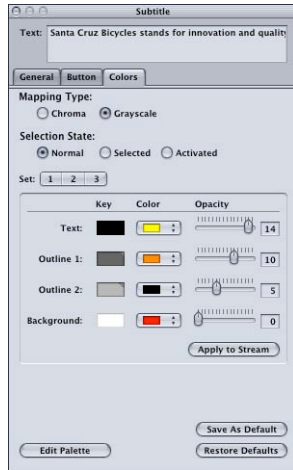 Subtitle
Text: Santa Cruz Bicycles stands for innovation and quality
General Button Colors
Mapping Type:
Chroma Grayscale
Selection State:
Normal Selected Activated
Set: 1 2 3
Key Color Opacity
Text: 14
Outline 1: 10
Outline 2: 5
Background: 0
Apply to Stream
Save As Default
Edit Palette Restore Defaults